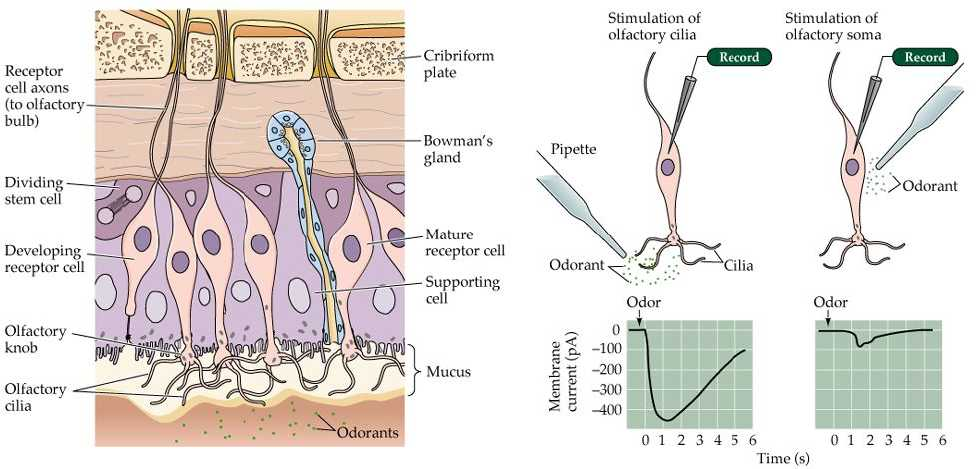 Receptor
cell axons
(to olfactory
bulb)
Dividing
stem cell
Developing
receptor cell
Olfactory
knob
Olfactory
cilia
Cribriform
plate
Bowman's
gland
Mature
receptor cell
Supporting
cell
Mucus
Odorants
Stimulation of
olfactory cilia
Record
Pipette
Odorant
Cilia
Stimulation of
olfactory soma
Record
Odorant
Odor
Membrane
current (pA)
0
–100
–200
–300
–400
0 1 2 3 4 5 6
Odor
0 1 2 3 4 5 6
Time (s)